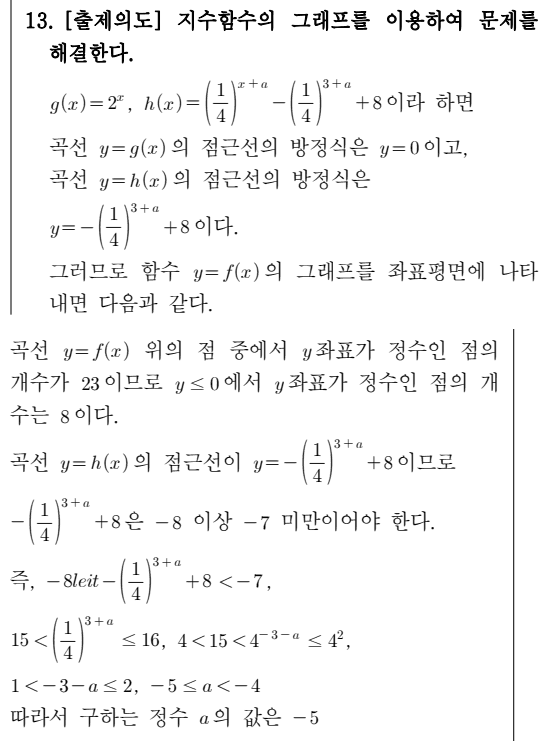 13. [출제의도] 지수함수의 그래프를 이용하여 문제를
해결한다.
g(x)=2^x, h(x)=(1/4)^{x+a}-(1/4)^{3+a}+8이라 하면
곡선 y=g(x)의 점근선의 방정식은 y=0이고,
곡선 y=h(x)의 점근선의 방정식은
y=-(1/4)^{3+a}+8이다.
그러므로 함수 y=f(x)의 그래프를 좌표평면에 나타
내면 다음과 같다.
곡선 y=f(x) 위의 점 중에서 y좌표가 정수인 점의
개수가 23이므로 y≤0에서 y좌표가 정수인 점의 개
수는 8이다.
곡선 y=h(x)의 점근선이 y=-(1/4)^{3+a}+8이므로
-(1/4)^{3+a}+8은 -8 이상 -7 미만이어야 한다.
즉, -8leit-(1/4)^{3+a}+8<-7,
15<(1/4)^{3+a}≤16, 4<15<4^{-3-a}≤4^2,
1<-3-a≤2, -5≤a<-4
따라서 구하는 정수 a의 값은 -5